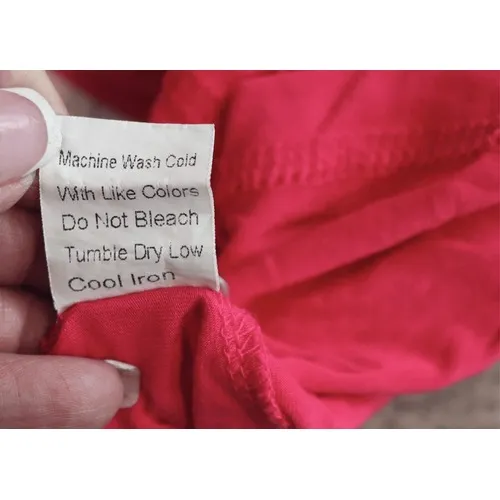 Machine Wash Cold
With Like Colors
Do Not Bleach
Tumble Dry Low
Cool Iron